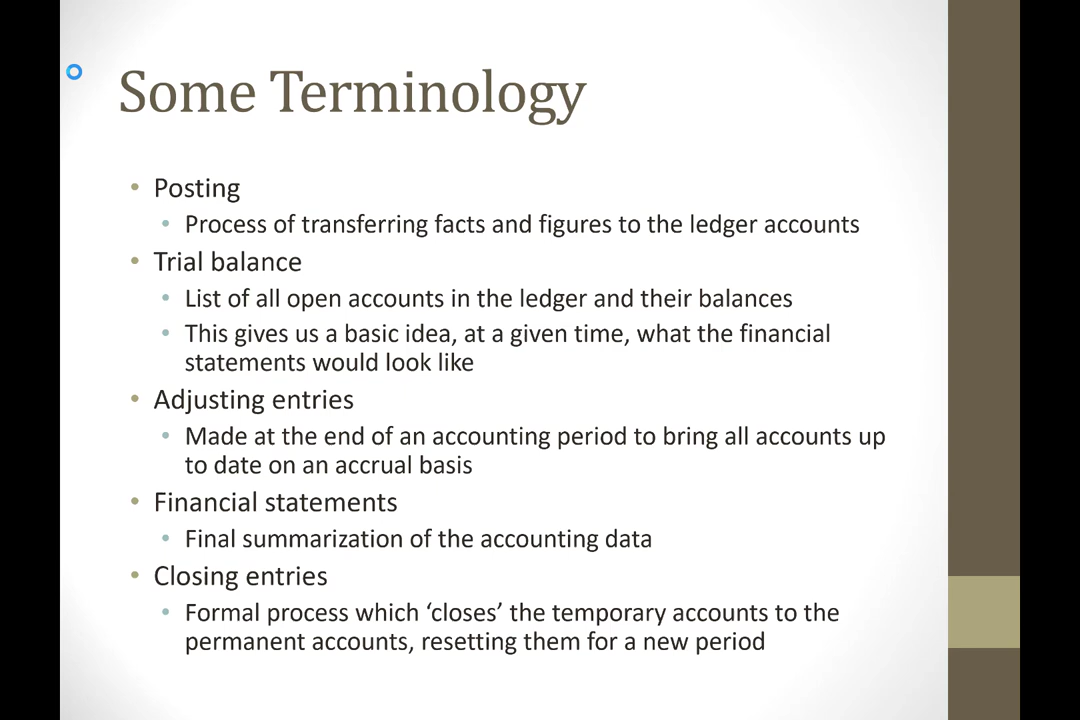 Some Terminology
• Posting
• Process of transferring facts and figures to the ledger accounts
• Trial balance
• List of all open accounts in the ledger and their balances
• This gives us a basic idea, at a given time, what the financial
statements would look like
• Adjusting entries
• Made at the end of an accounting period to bring all accounts up
to date on an accrual basis
• Financial statements
• Final summarization of the accounting data
• Closing entries
• Formal process which ‘closes’ the temporary accounts to the
permanent accounts, resetting them for a new period